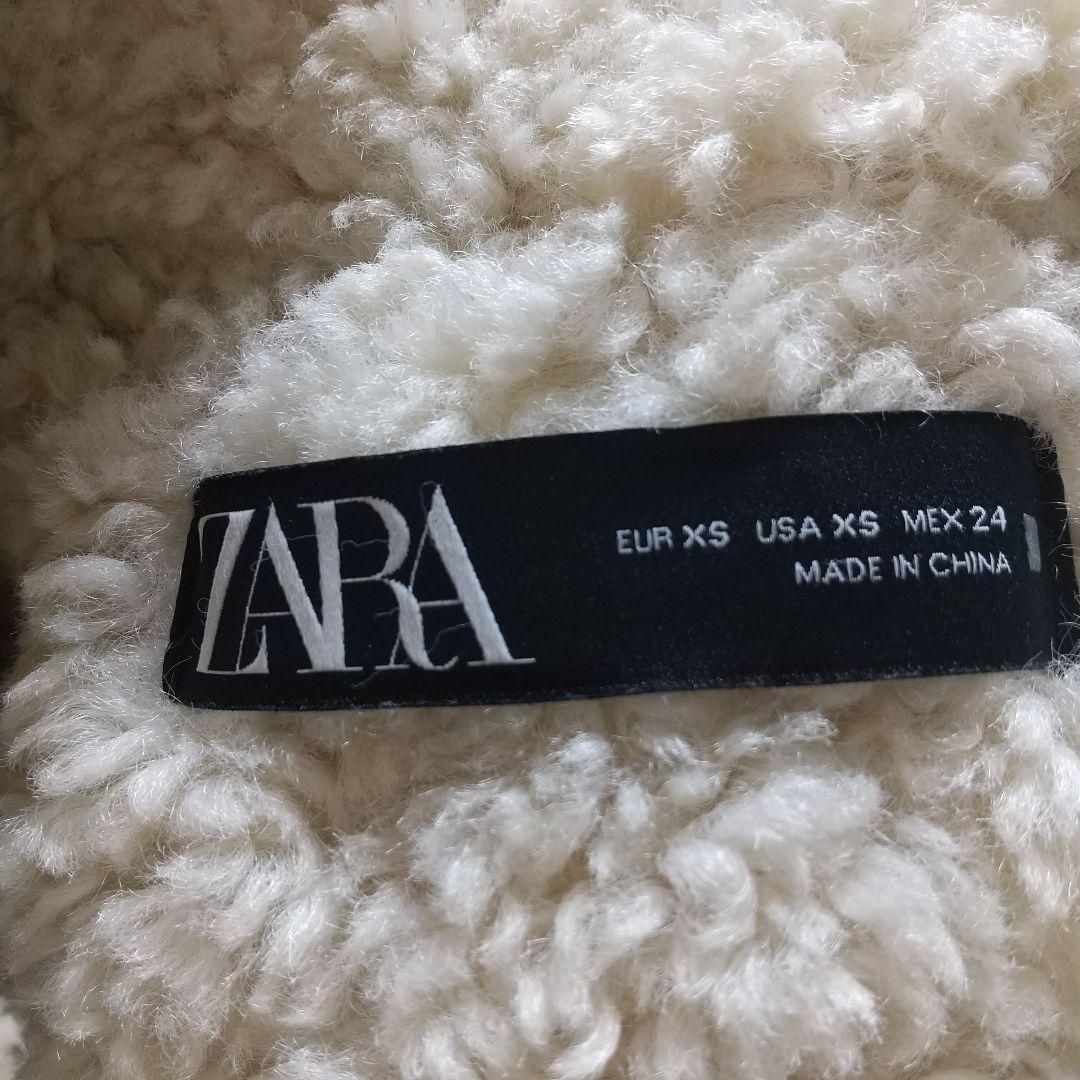 ZARA
EUR XS USA XS MEX 24
MADE IN CHINA